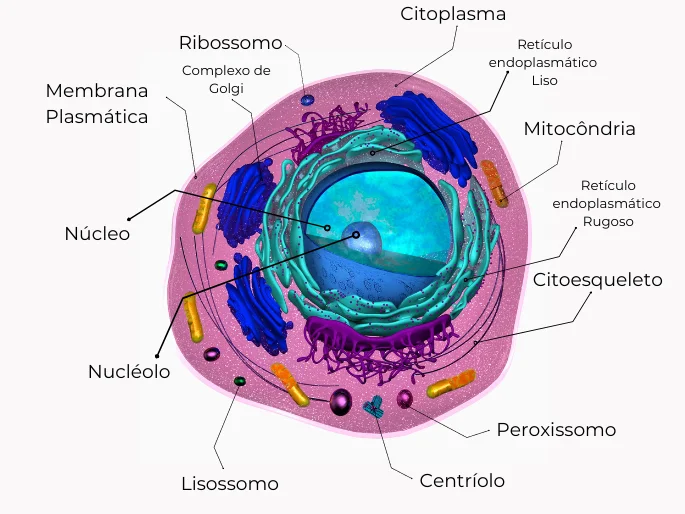 Citoplasma
Ribossomo
Retículo
endoplasmático
Liso
Complexo de
Golgi
Membrana
Plasmática
Mitocôndria
Retículo
endoplasmático
Rugoso
Núcleo
Citoesqueleto
Nucléolo
Peroxissomo
Lisossomo
Centríolo